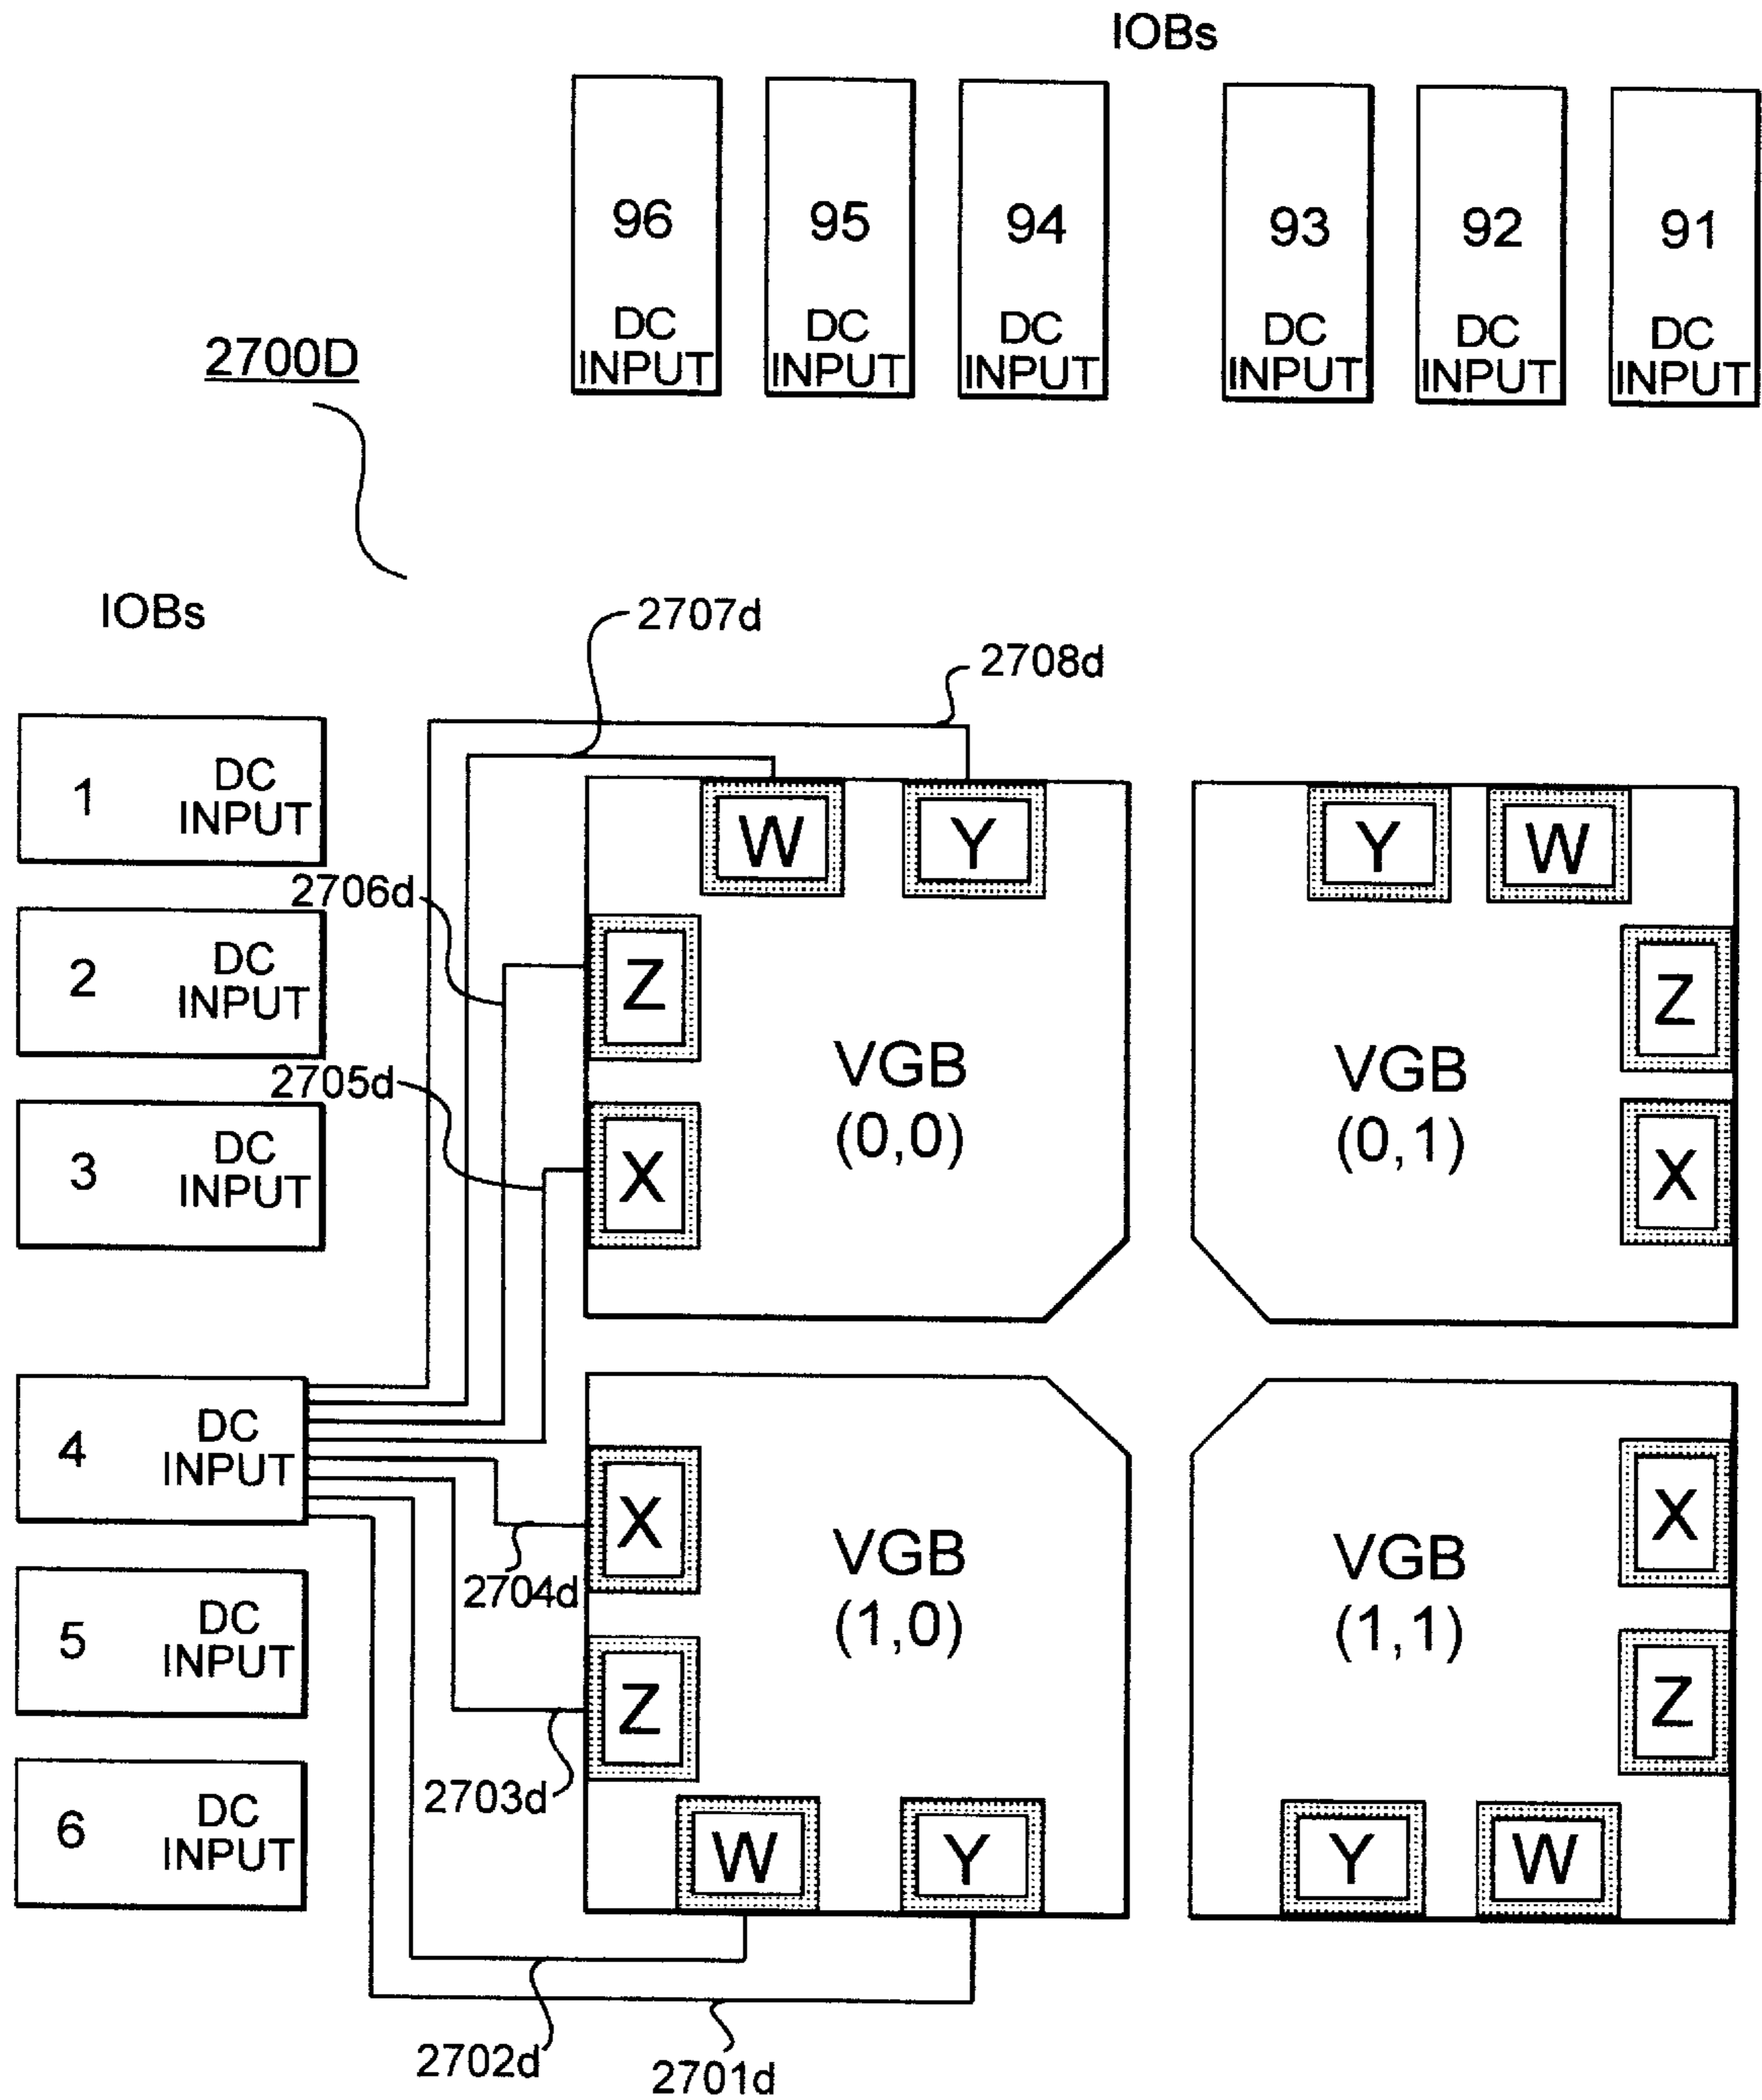 IOBs
96
DC
INPUT
95
DC
INPUT
94
DC
INPUT
93
DC
INPUT
92
DC
INPUT
91
DC
INPUT
2700D
IOBs
2707d
2708d
1
DC
INPUT
2
DC
INPUT
3
DC
INPUT
4
DC
INPUT
5
DC
INPUT
6
DC
INPUT
2706d
2705d
W
Y
Z
X
VGB
(0,0)
Y
W
Z
X
VGB
(0,1)
X
Z
W
Y
VGB
(1,0)
2704d
2703d
X
Z
Y
W
VGB
(1,1)
2702d
2701d